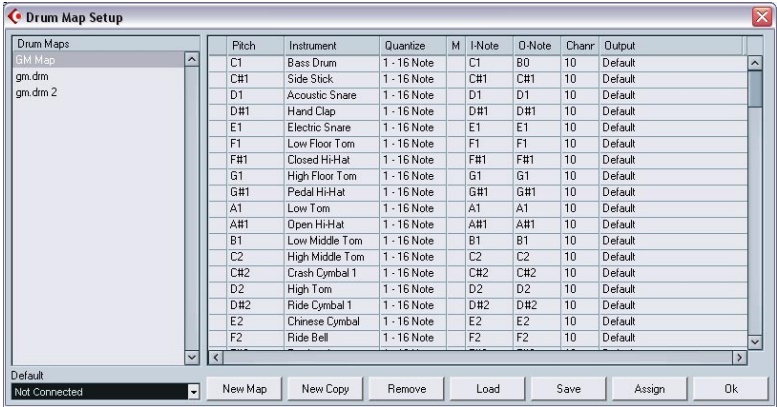 Drum Map Setup
Drum Maps
GM Map
gm.drm
gm.drm 2
Pitch Instrument Quantize M I-Note O-Note Chanr Output
C1 Bass Drum 1 - 16 Note C1 B0 10 Default
C#1 Side Stick 1 - 16 Note C#1 C#1 10 Default
D1 Acoustic Snare 1 - 16 Note D1 D1 10 Default
D#1 Hand Clap 1 - 16 Note D#1 D#1 10 Default
E1 Electric Snare 1 - 16 Note E1 E1 10 Default
F1 Low Floor Tom 1 - 16 Note F1 F1 10 Default
F#1 Closed Hi-Hat 1 - 16 Note F#1 F#1 10 Default
G1 High Floor Tom 1 - 16 Note G1 G1 10 Default
G#1 Pedal Hi-Hat 1 - 16 Note G#1 G#1 10 Default
A1 Low Tom 1 - 16 Note A1 A1 10 Default
A#1 Open Hi-Hat 1 - 16 Note A#1 A#1 10 Default
B1 Low Middle Tom 1 - 16 Note B1 B1 10 Default
C2 High Middle Tom 1 - 16 Note C2 C2 10 Default
C#2 Crash Cymbal 1 1 - 16 Note C#2 C#2 10 Default
D2 High Tom 1 - 16 Note D2 D2 10 Default
D#2 Ride Cymbal 1 1 - 16 Note D#2 D#2 10 Default
E2 Chinese Cymbal 1 - 16 Note E2 E2 10 Default
F2 Ride Bell 1 - 16 Note F2 F2 10 Default
Default
Not Connected
New Map New Copy Remove Load Save Assign Ok